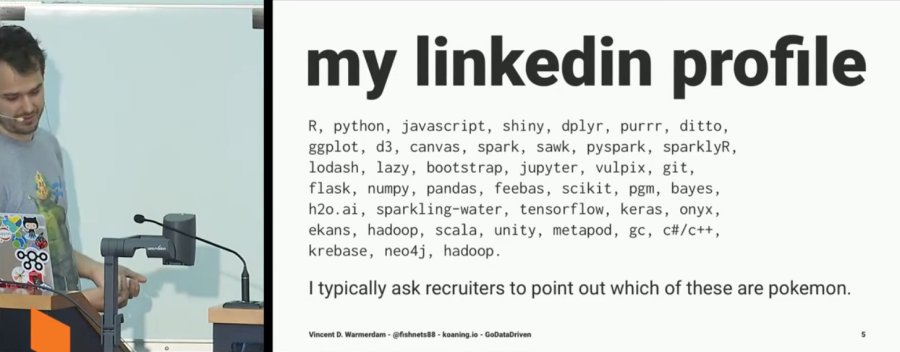 my linkedin profile
R, python, javascript, shiny, dplyr, purrr, ditto,
ggplot, d3, canvas, spark, sawk, pyspark, sparklyR,
lodash, lazy, bootstrap, jupyter, vulpix, git,
flask, numpy, pandas, feebas, scikit, pgm, bayes,
h2o.ai, sparkling-water, tensorflow, keras, onyx,
ekans, hadoop, scala, unity, metapod, gc, c#/c++,
krebase, neo4j, hadoop.
I typically ask recruiters to point out which of these are pokemon.
Vincent D. Warmerdam - @fishnets88 - koaning.io - GoDataDriven
5